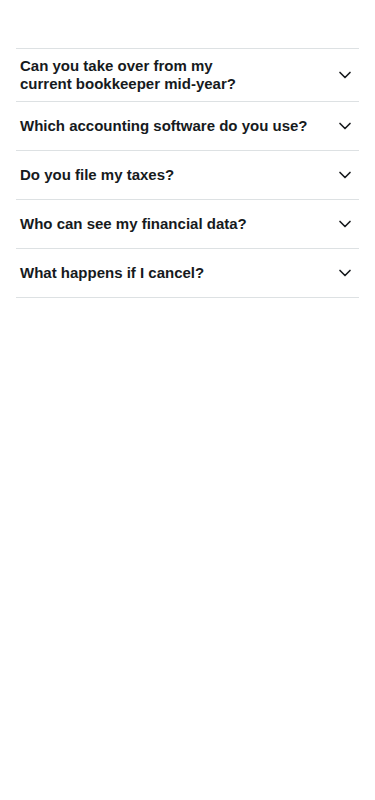 Can you take over from my
current bookkeeper mid-year?
Which accounting software do you use?
Do you file my taxes?
Who can see my financial data?
What happens if I cancel?